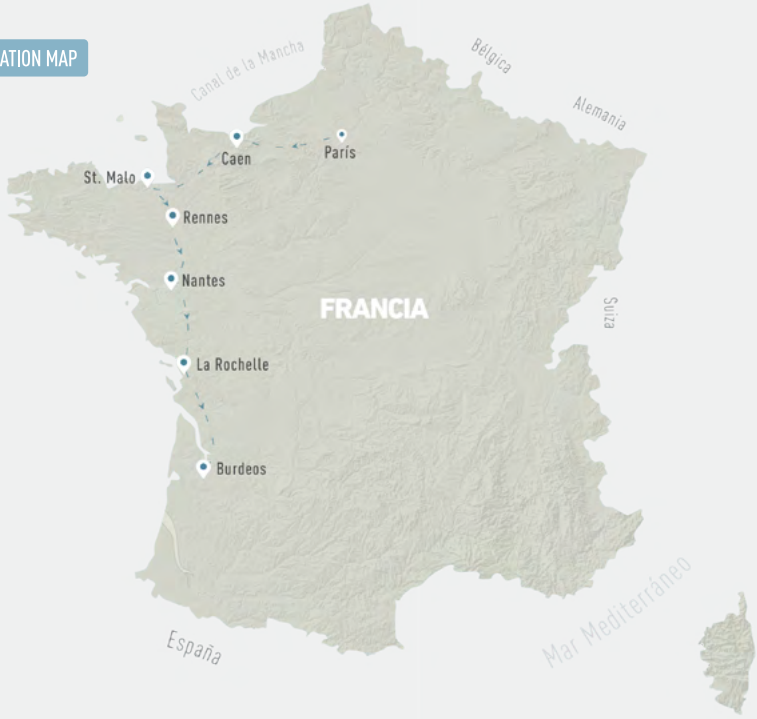 ATION MAP
Canal de la Mancha
Bélgica
Alemania
Caen
París
St. Malo
Rennes
Nantes
FRANCIA
Suiza
La Rochelle
Burdeos
España
Mar Mediterráneo